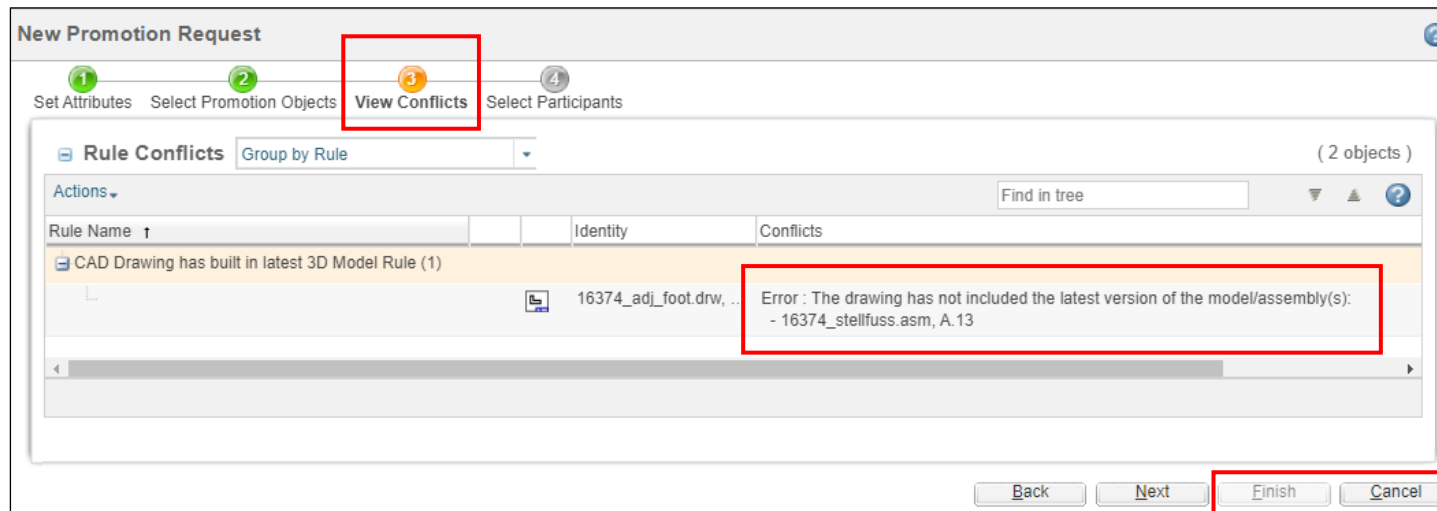 New Promotion Request
1 2 3 4
Set Attributes Select Promotion Objects View Conflicts Select Participants
Rule Conflicts Group by Rule ( 2 objects )
Actions Find in tree
Rule Name Identity Conflicts
CAD Drawing has built in latest 3D Model Rule (1)
16374_adj_foot.drw, .. Error : The drawing has not included the latest version of the model/assembly(s):
- 16374_stellfuss.asm, A.13
Back Next Finish Cancel